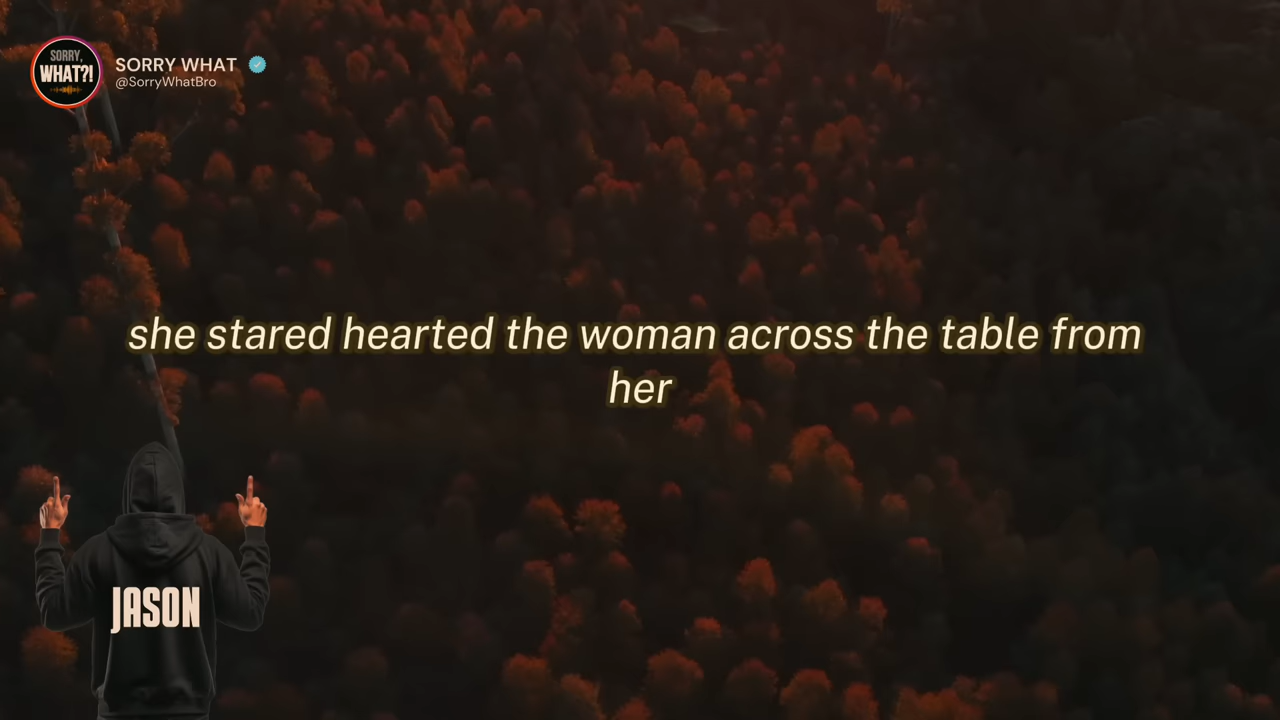 SORRY,
WHAT?!
SORRY WHAT
@SorryWhatBro
she stared hearted the woman across the table from
her
JASON